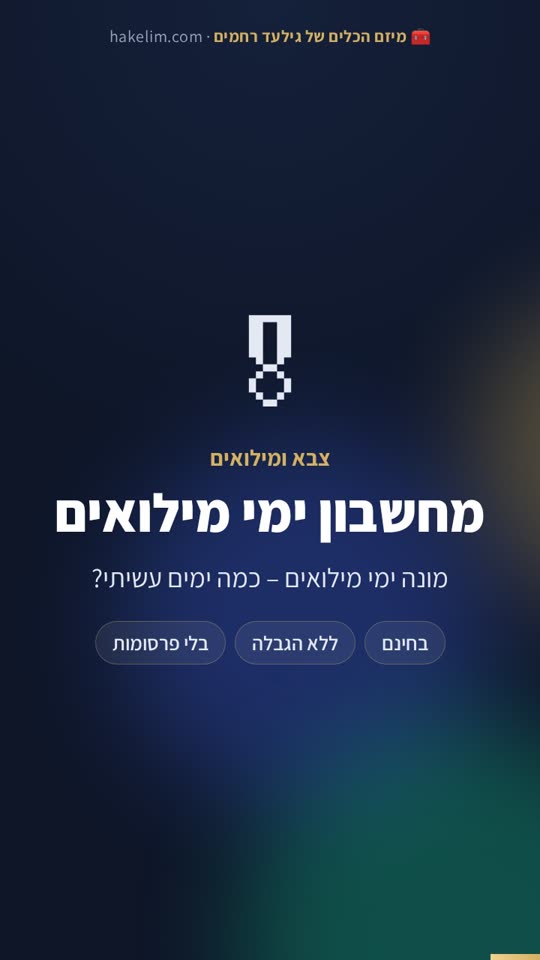 🧰 מיזם הכלים של גילעד רחמים · hakelim.com
צבא ומילואים
מחשבון ימי מילואים
מונה ימי מילואים – כמה ימים עשיתי?
בחינם
ללא הגבלה
בלי פרסומות